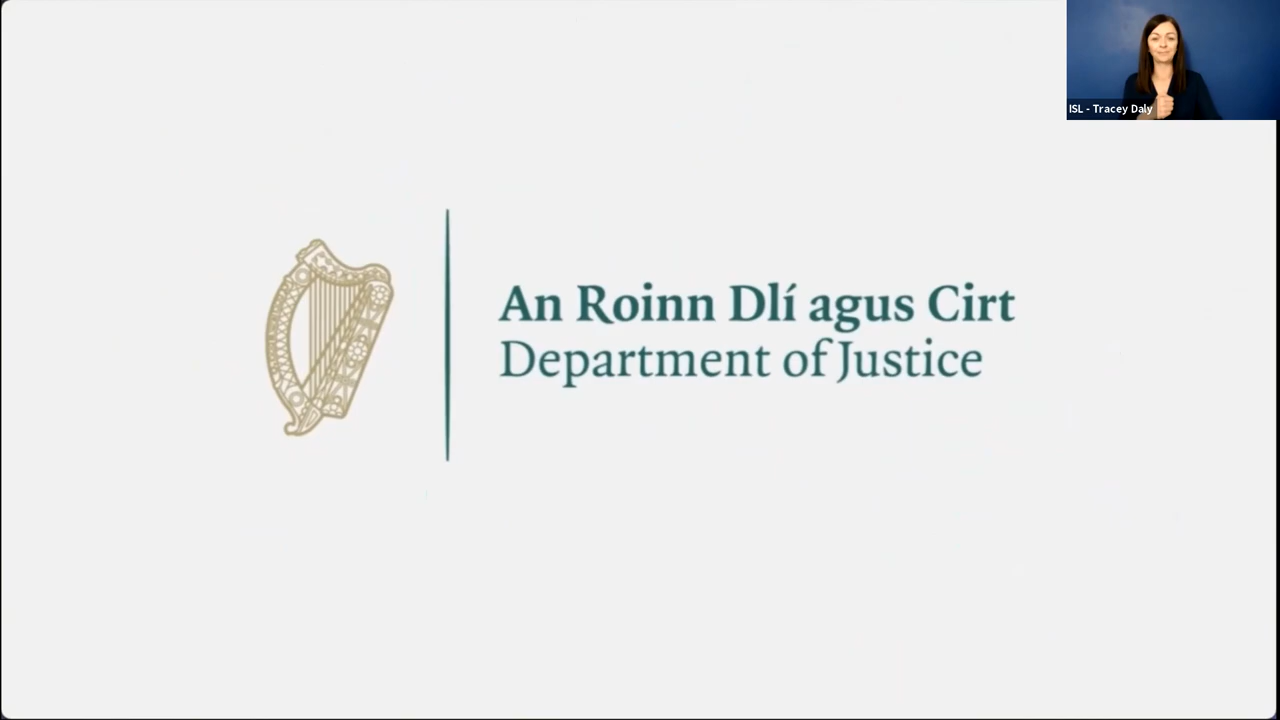 ISL - Tracey Daly
An Roinn Dlí agus Cirt
Department of Justice